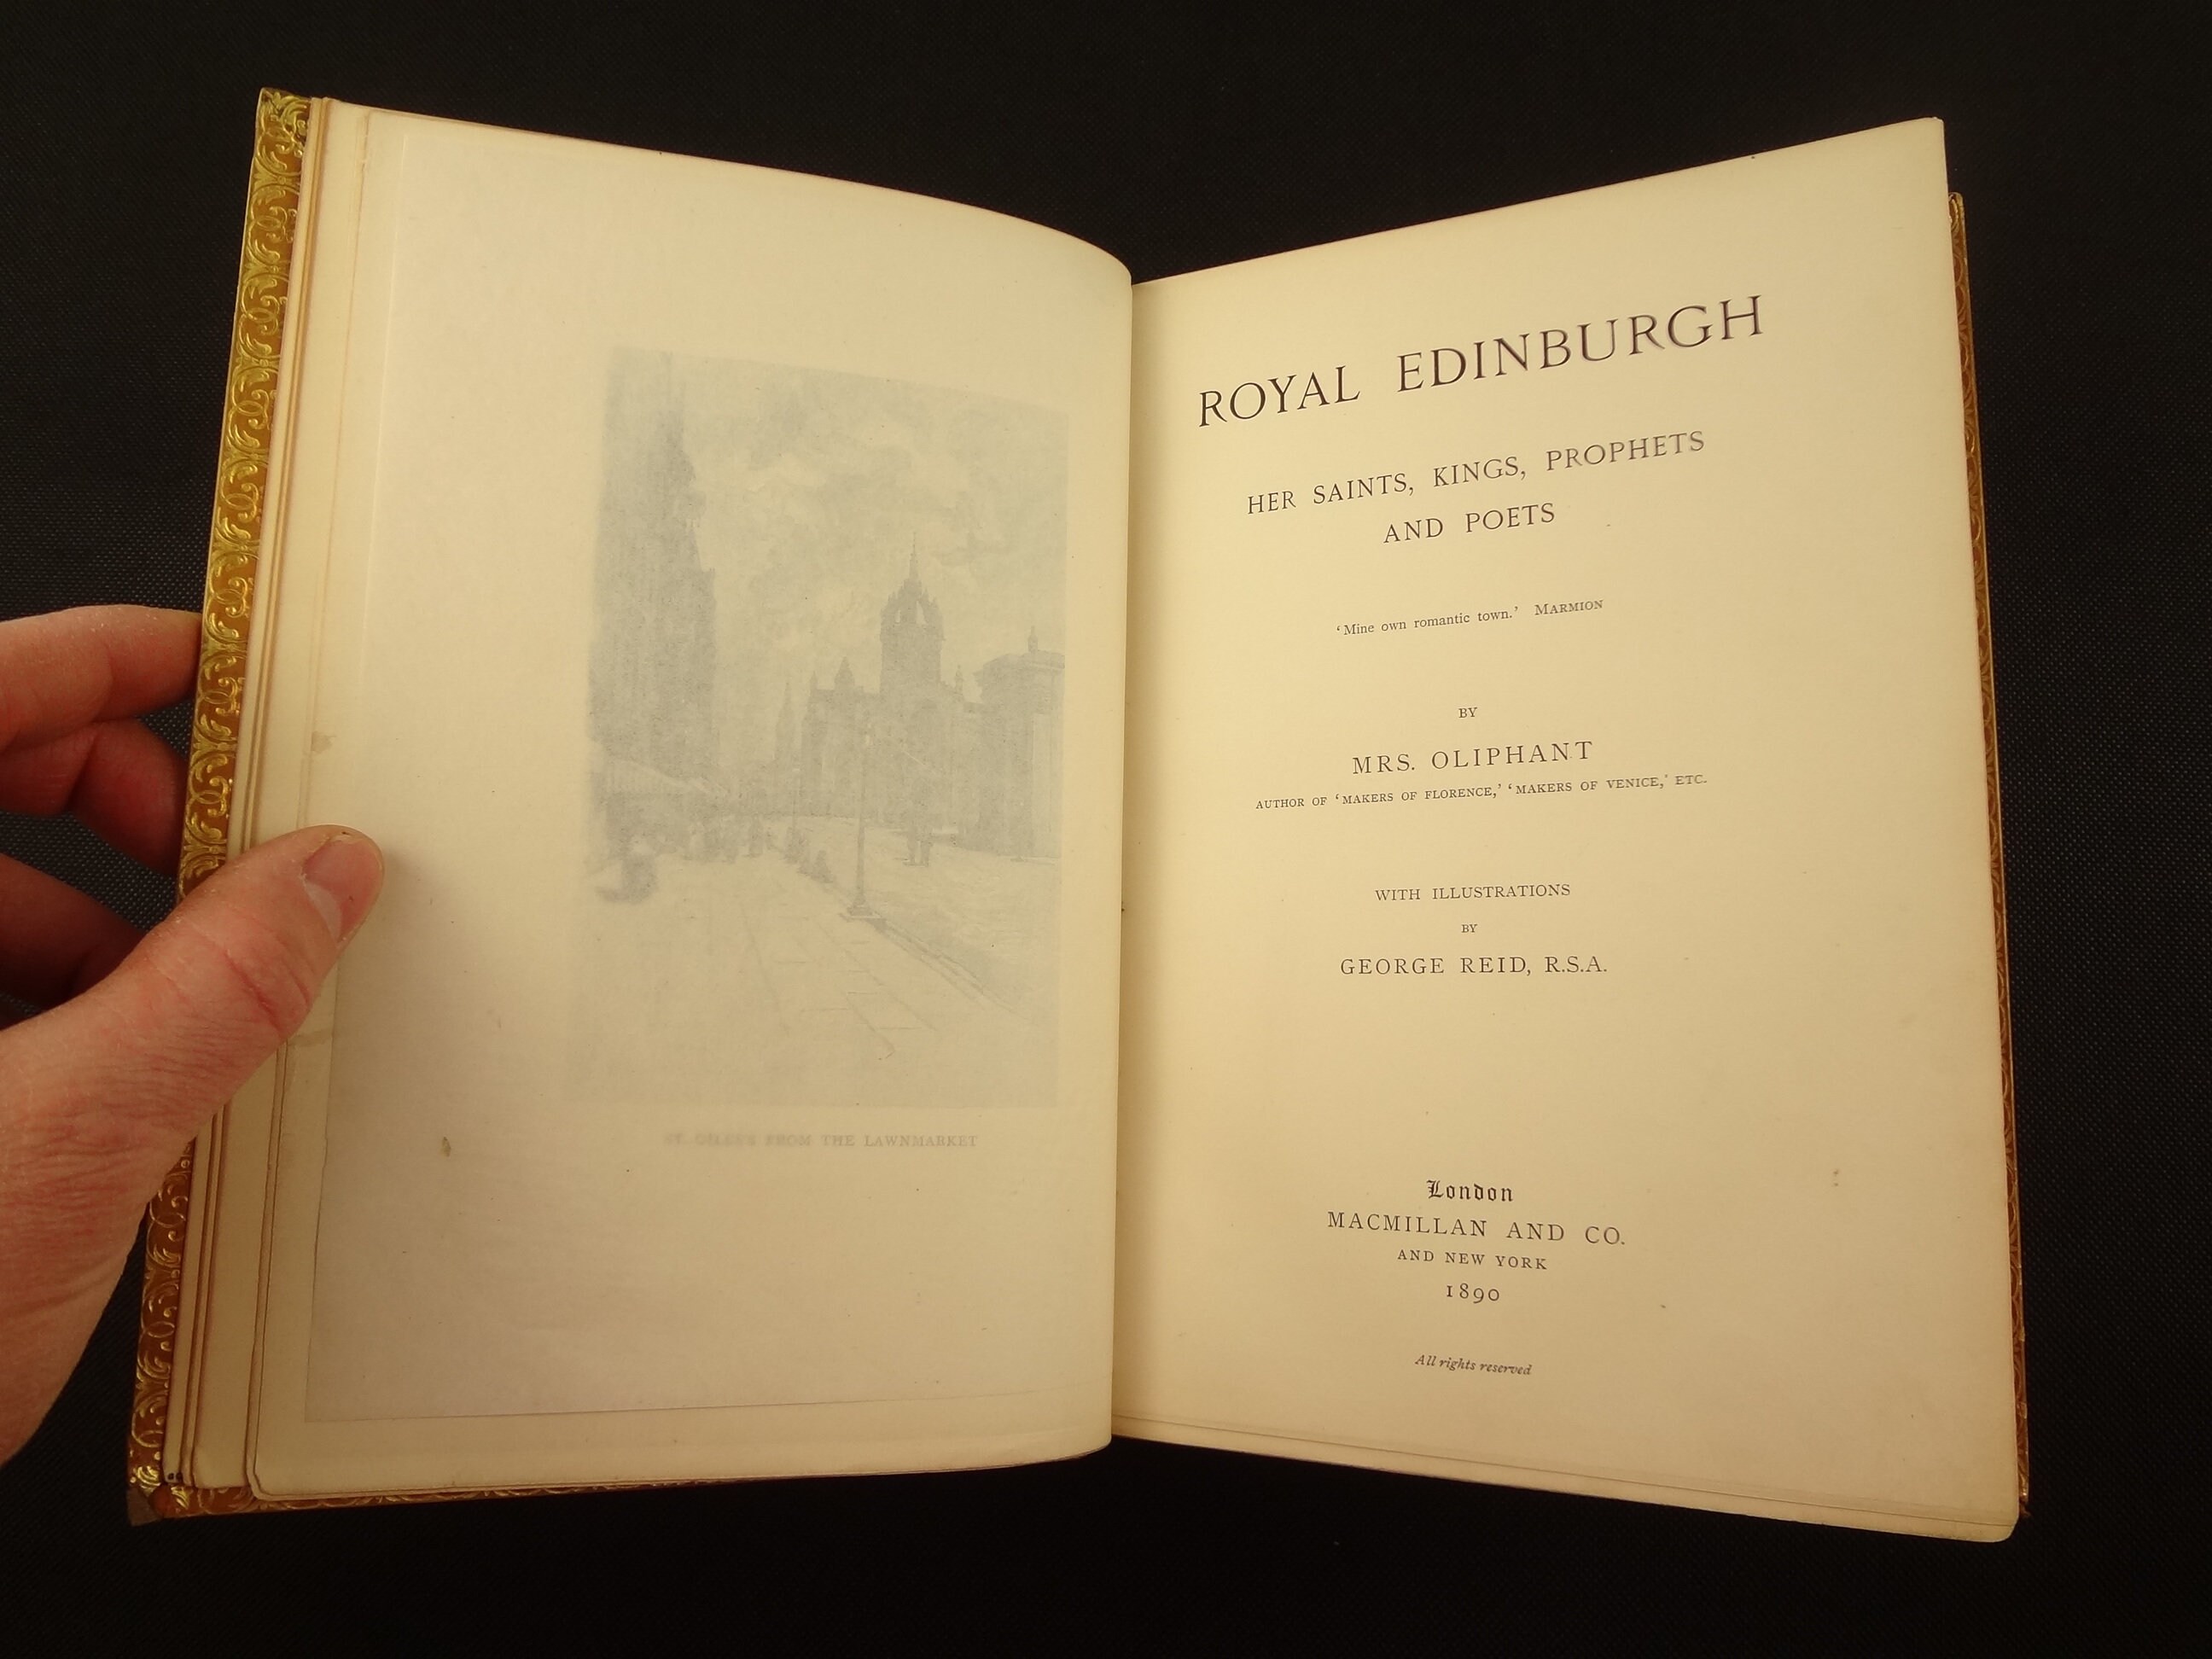 ST. GILES'S FROM THE LAWNMARKET
ROYAL EDINBURGH
HER SAINTS, KINGS, PROPHETS
AND POETS
‘Mine own romantic town.’ MARMION
BY
MRS. OLIPHANT
AUTHOR OF ‘MAKERS OF FLORENCE,’ ‘MAKERS OF VENICE,’ ETC.
WITH ILLUSTRATIONS
BY
GEORGE REID, R.S.A.
London
MACMILLAN AND CO.
AND NEW YORK
1890
All rights reserved